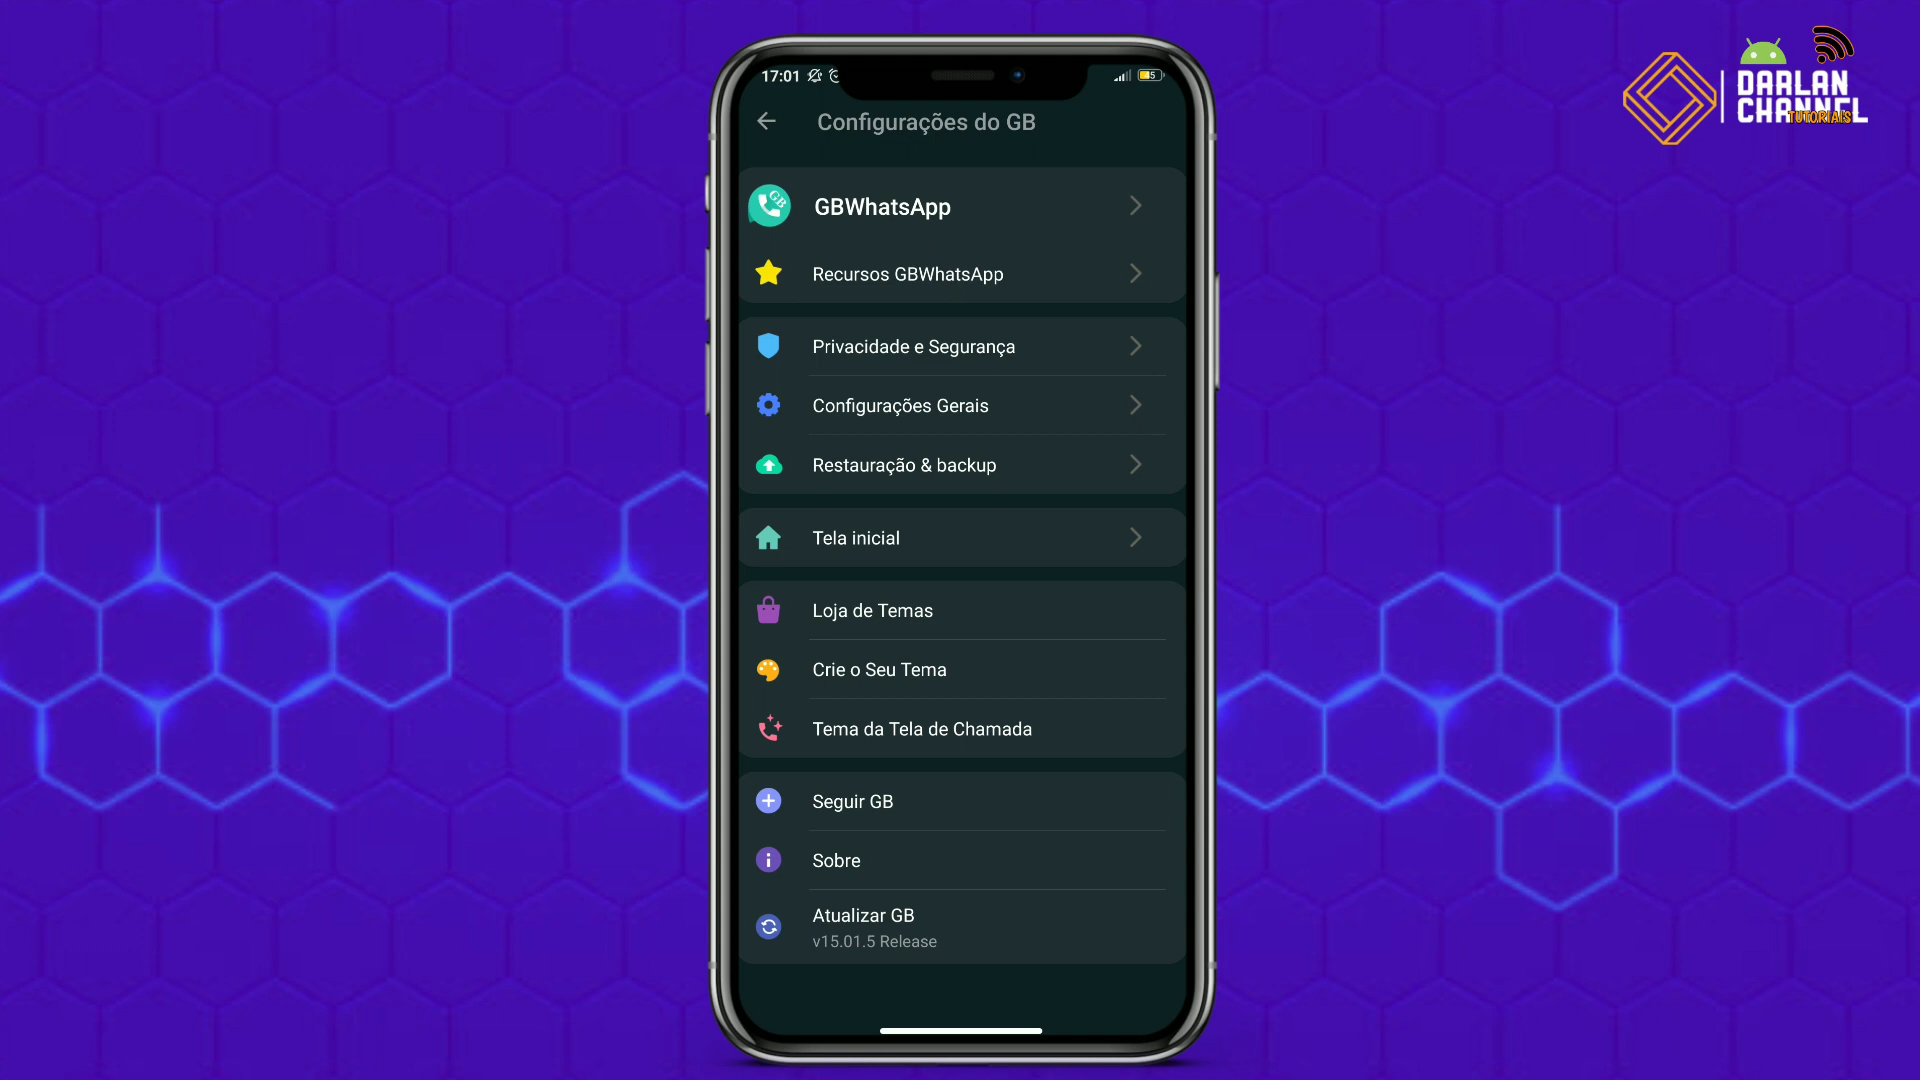 17:01
45
Configurações do GB
GB
GBWhatsApp
Recursos GBWhatsApp
Privacidade e Segurança
Configurações Gerais
Restauração & backup
Tela inicial
Loja de Temas
Crie o Seu Tema
Tema da Tela de Chamada
Seguir GB
Sobre
Atualizar GB
v15.01.5 Release
DARLAN
CHANNEL
TUTORIAIS